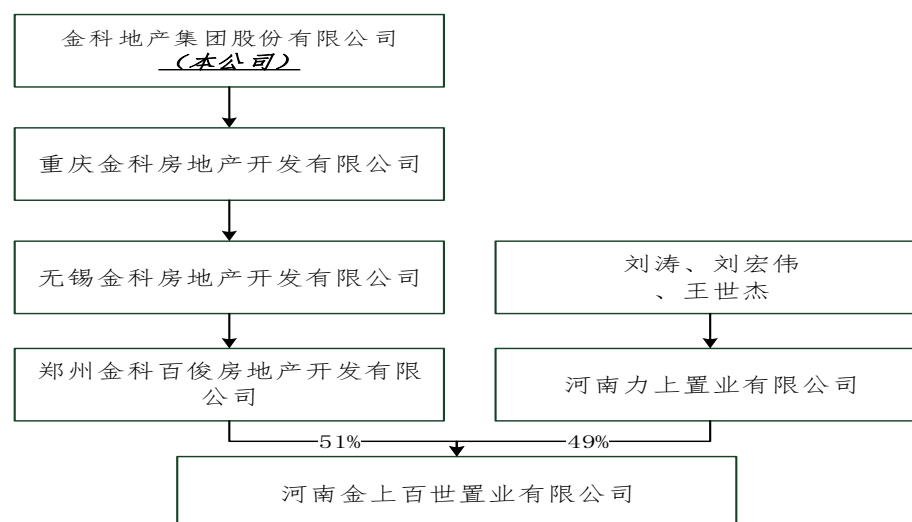 金科地产集团股份有限公司
（本公司）
重庆金科房地产开发有限公司
无锡金科房地产开发有限公司
刘涛、刘宏伟
、王世杰
郑州金科百俊房地产开发有限
公司
河南力上置业有限公司
51%
49%
河南金上百世置业有限公司